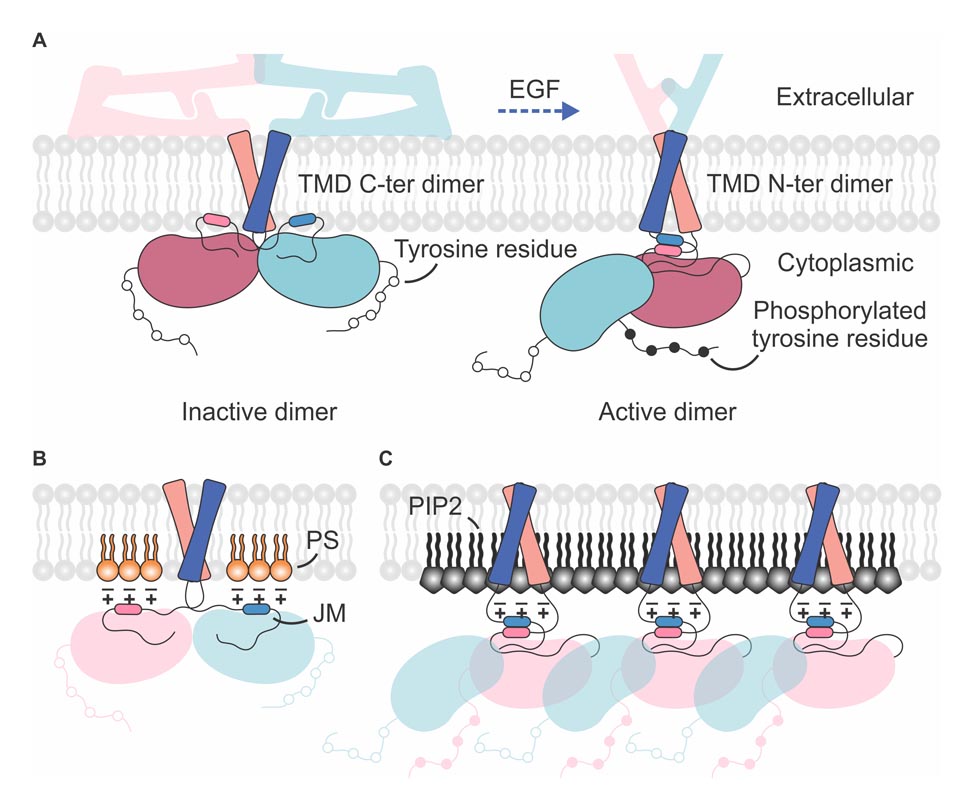 A
EGF
Extracellular
TMD C-ter dimer
TMD N-ter dimer
Tyrosine residue
Cytoplasmic
Phosphorylated
tyrosine residue
Inactive dimer
Active dimer
B
PS
− − − − − −
+ + + + + +
JM
C
PIP2
− − − − − − − − −
+ + + + + + + + +